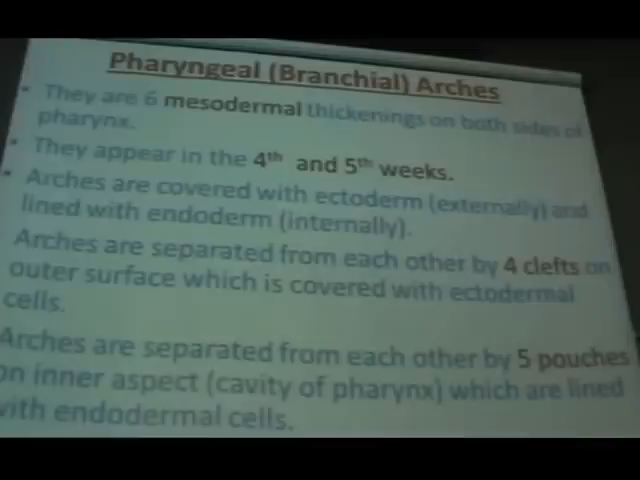 Pharyngeal (Branchial) Arches
• They are 6 mesodermal thickenings on both sides of
pharynx.
• They appear in the 4th and 5th weeks.
• Arches are covered with ectoderm (externally) and
lined with endoderm (internally).
Arches are separated from each other by 4 clefts on
outer surface which is covered with ectodermal
cells.
Arches are separated from each other by 5 pouches
on inner aspect (cavity of pharynx) which are lined
with endodermal cells.